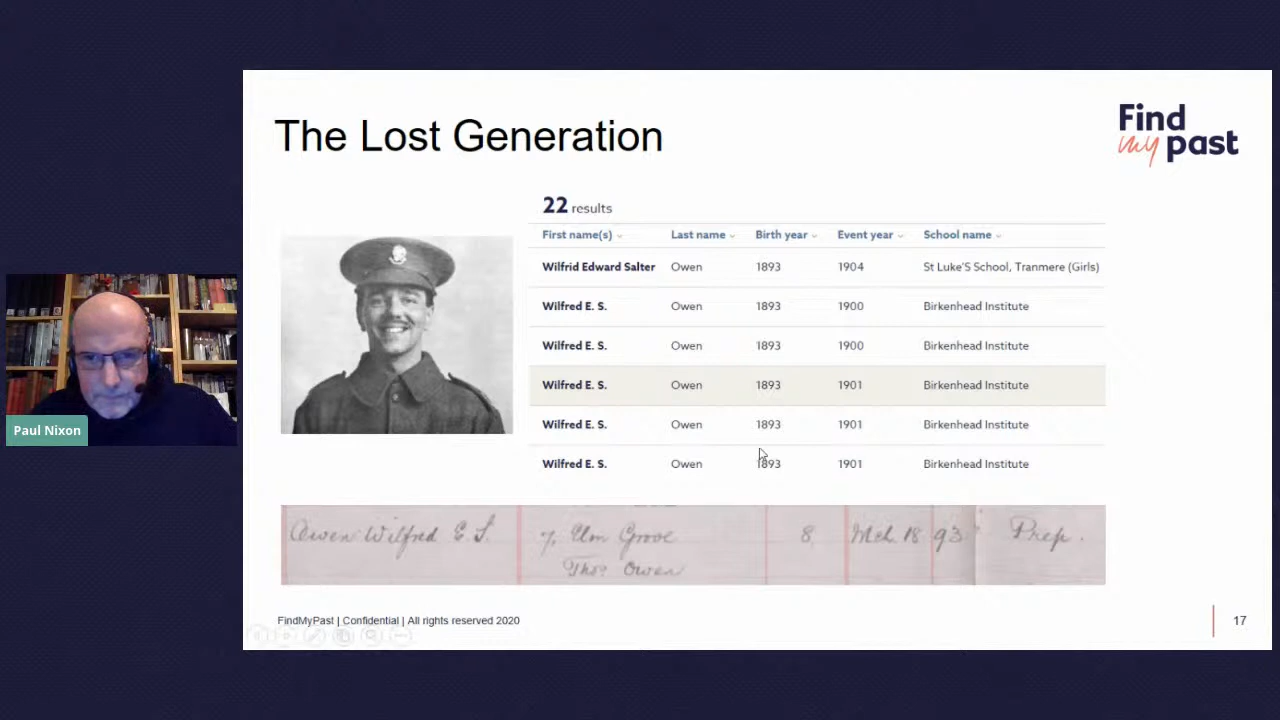 The Lost Generation
Find
my past
22 results
First name(s) Last name Birth year Event year School name
Wilfrid Edward Salter Owen 1893 1904 St Luke'S School, Tranmere (Girls)
Wilfred E. S. Owen 1893 1900 Birkenhead Institute
Wilfred E. S. Owen 1893 1900 Birkenhead Institute
Wilfred E. S. Owen 1893 1901 Birkenhead Institute
Wilfred E. S. Owen 1893 1901 Birkenhead Institute
Wilfred E. S. Owen 1893 1901 Birkenhead Institute
Paul Nixon
Owen Wilfred E. S. 7, Elm Grove 8 Mch 18 93 Prep.
Thos Owen
FindMyPast | Confidential | All rights reserved 2020
17